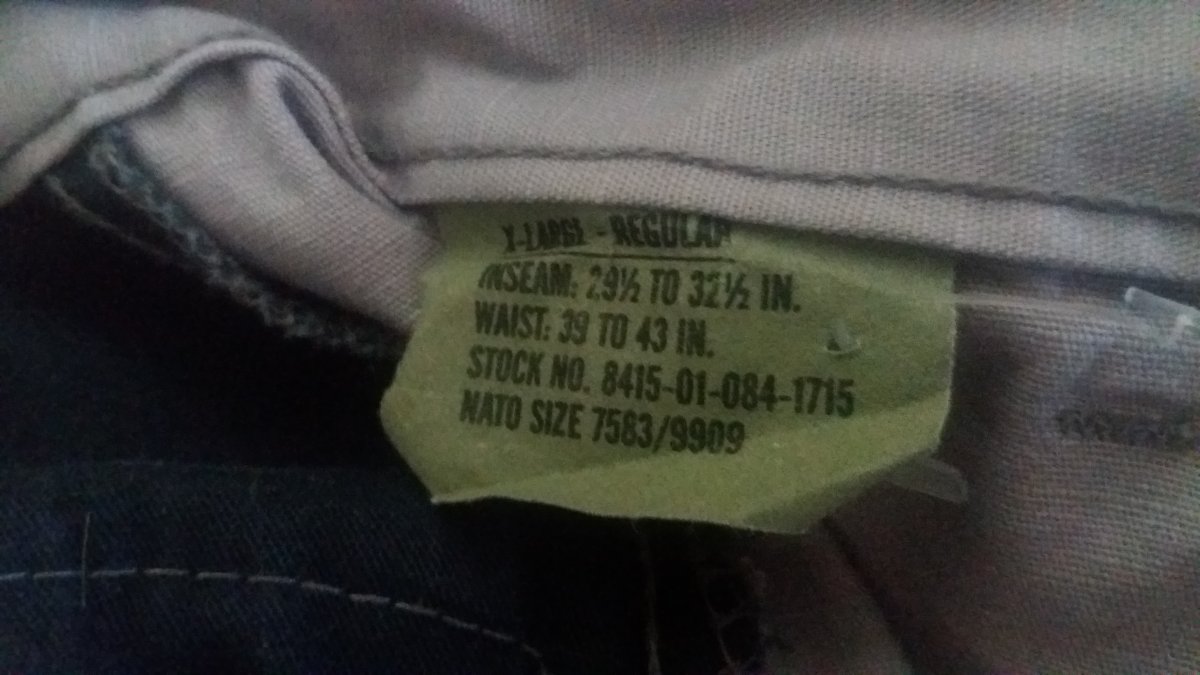 X-LARGE - REGULAR
INSEAM: 29½ TO 32½ IN.
WAIST: 39 TO 43 IN.
STOCK NO. 8415-01-084-1715
NATO SIZE 7583/9909